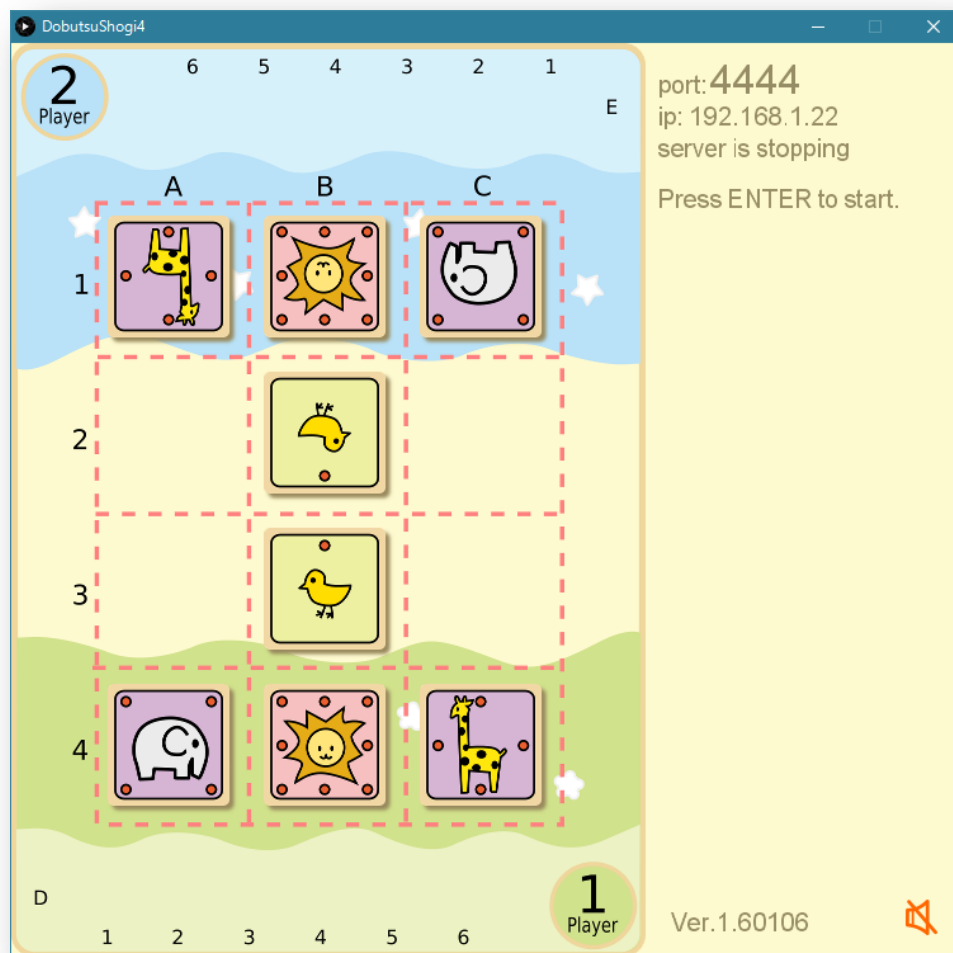 DobutsuShogi4
2
Player
6 5 4 3 2 1
E
A B C
1
2
3
4
D
1 2 3 4 5 6
1
Player
port:4444
ip: 192.168.1.22
server is stopping
Press ENTER to start.
Ver.1.60106